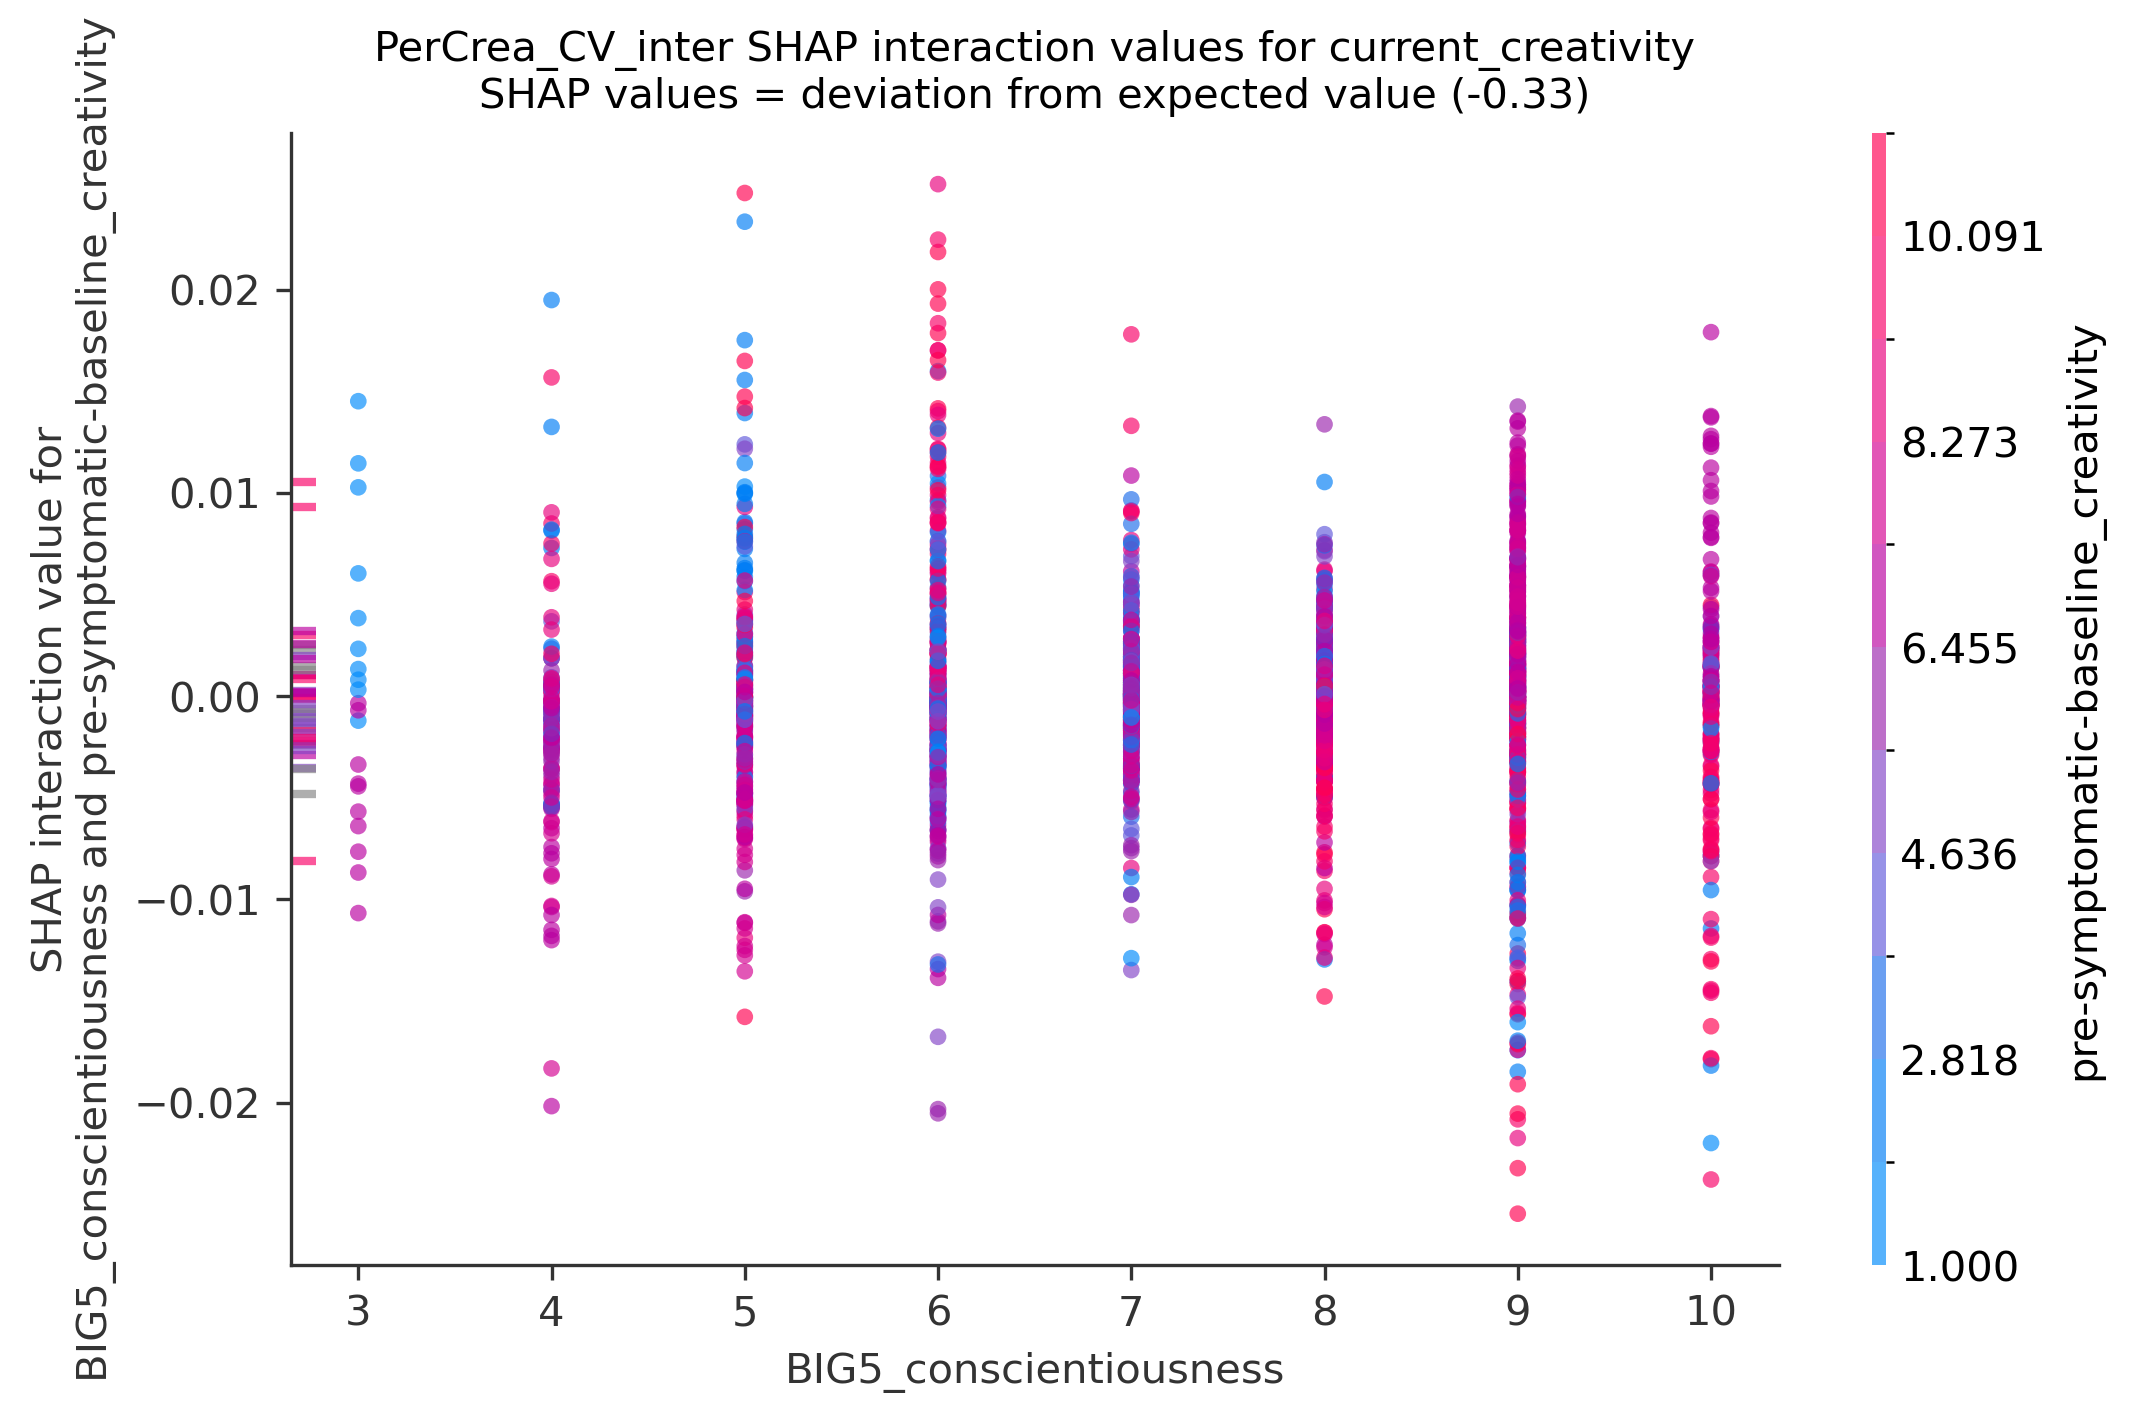 PerCrea_CV_inter SHAP interaction values for current_creativity
SHAP values = deviation from expected value (-0.33)
SHAP interaction value for
BIG5_conscientiousness and pre-symptomatic-baseline_creativity
0.02
0.01
0.00
−0.01
−0.02
3 4 5 6 7 8 9 10
BIG5_conscientiousness
10.091
8.273
6.455
4.636
2.818
1.000
pre-symptomatic-baseline_creativity